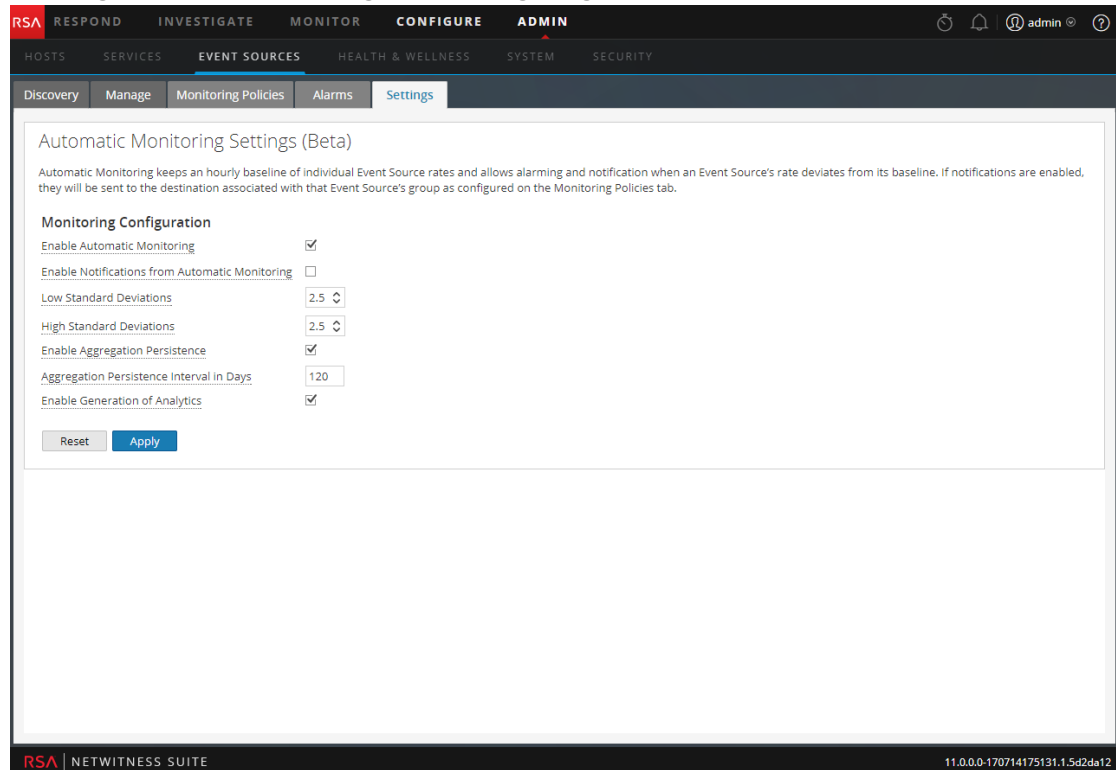 RSA RESPOND INVESTIGATE MONITOR CONFIGURE ADMIN admin ?
HOSTS SERVICES EVENT SOURCES HEALTH & WELLNESS SYSTEM SECURITY
Discovery Manage Monitoring Policies Alarms Settings
Automatic Monitoring Settings (Beta)
Automatic Monitoring keeps an hourly baseline of individual Event Source rates and allows alarming and notification when an Event Source's rate deviates from its baseline. If notifications are enabled,
they will be sent to the destination associated with that Event Source's group as configured on the Monitoring Policies tab.
Monitoring Configuration
Enable Automatic Monitoring
Enable Notifications from Automatic Monitoring
Low Standard Deviations 2.5
High Standard Deviations 2.5
Enable Aggregation Persistence
Aggregation Persistence Interval in Days 120
Enable Generation of Analytics
Reset Apply
RSA NETWITNESS SUITE 11.0.0.0-170714175131.1.5d2da12